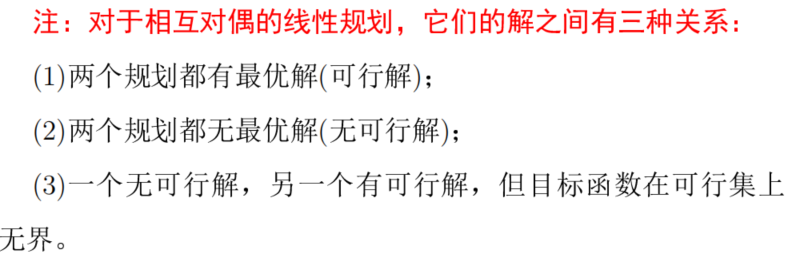 注：对于相互对偶的线性规划，它们的解之间有三种关系：
(1)两个规划都有最优解(可行解)；
(2)两个规划都无最优解(无可行解)；
(3)一个无可行解，另一个有可行解，但目标函数在可行集上
无界。